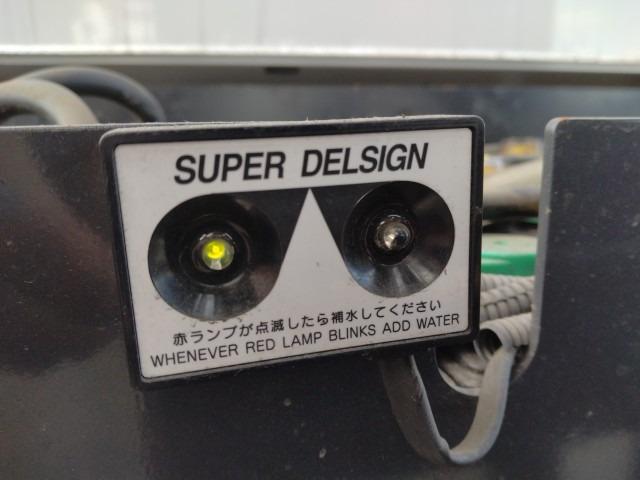 SUPER DELSIGN
赤ランプが点滅したら補水してください
WHENEVER RED LAMP BLINKS ADD WATER